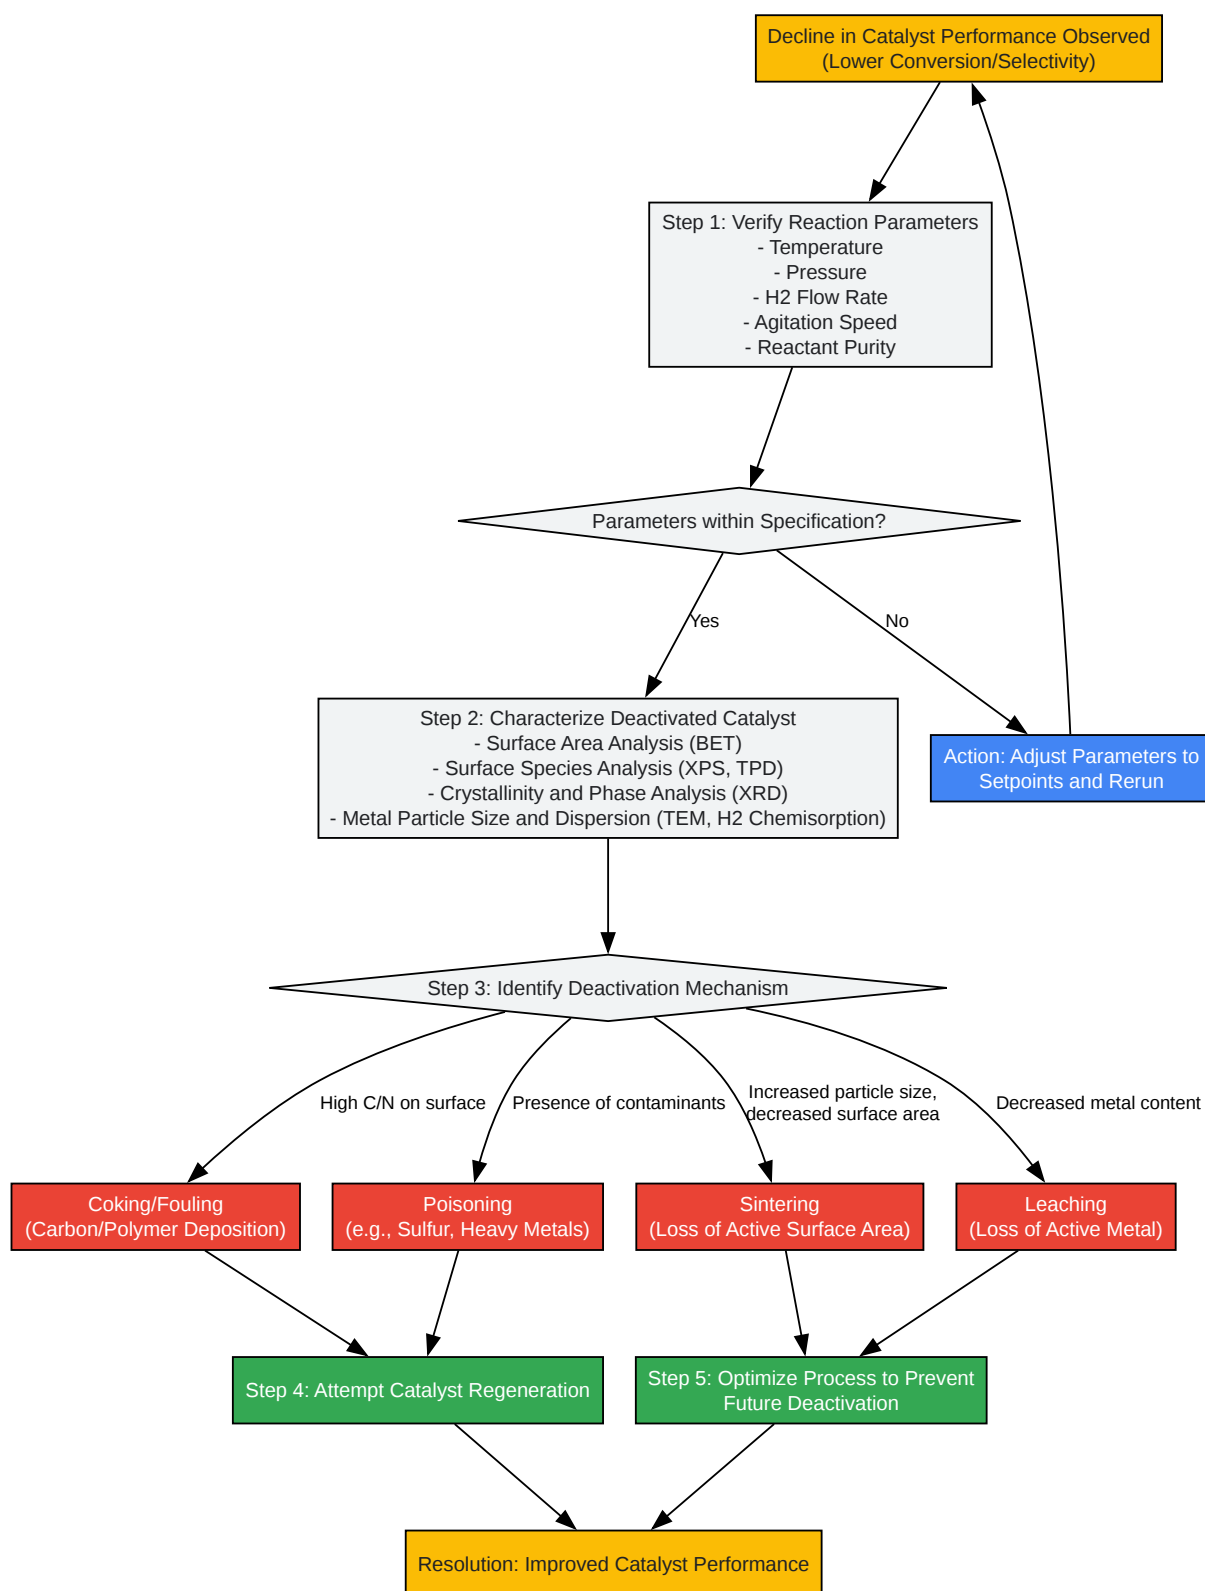 Decline in Catalyst Performance Observed
(Lower Conversion/Selectivity)
Step 1: Verify Reaction Parameters
- Temperature
- Pressure
- H2 Flow Rate
- Agitation Speed
- Reactant Purity
Parameters within Specification?
Yes
No
Step 2: Characterize Deactivated Catalyst
- Surface Area Analysis (BET)
- Surface Species Analysis (XPS, TPD)
- Crystallinity and Phase Analysis (XRD)
- Metal Particle Size and Dispersion (TEM, H2 Chemisorption)
Action: Adjust Parameters to
Setpoints and Rerun
Step 3: Identify Deactivation Mechanism
High C/N on surface
Presence of contaminants
Increased particle size,
decreased surface area
Decreased metal content
Coking/Fouling
(Carbon/Polymer Deposition)
Poisoning
(e.g., Sulfur, Heavy Metals)
Sintering
(Loss of Active Surface Area)
Leaching
(Loss of Active Metal)
Step 4: Attempt Catalyst Regeneration
Step 5: Optimize Process to Prevent
Future Deactivation
Resolution: Improved Catalyst Performance